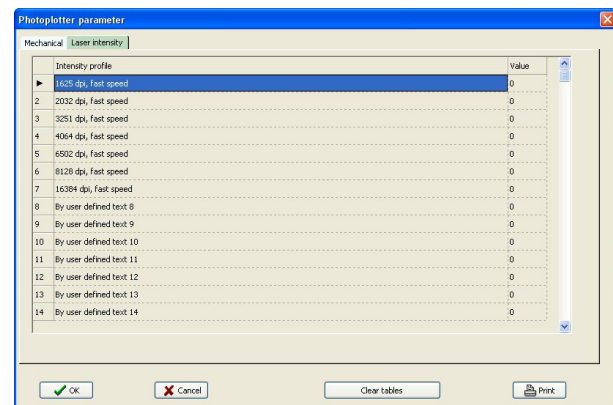 Photoplotter parameter
Mechanical Laser intensity
Intensity profile Value
1625 dpi, fast speed 0
2 2032 dpi, fast speed 0
3 3251 dpi, fast speed 0
4 4064 dpi, fast speed 0
5 6502 dpi, fast speed 0
6 8128 dpi, fast speed 0
7 16384 dpi, fast speed 0
8 By user defined text 8 0
9 By user defined text 9 0
10 By user defined text 10 0
11 By user defined text 11 0
12 By user defined text 12 0
13 By user defined text 13 0
14 By user defined text 14 0
OK Cancel Clear tables Print